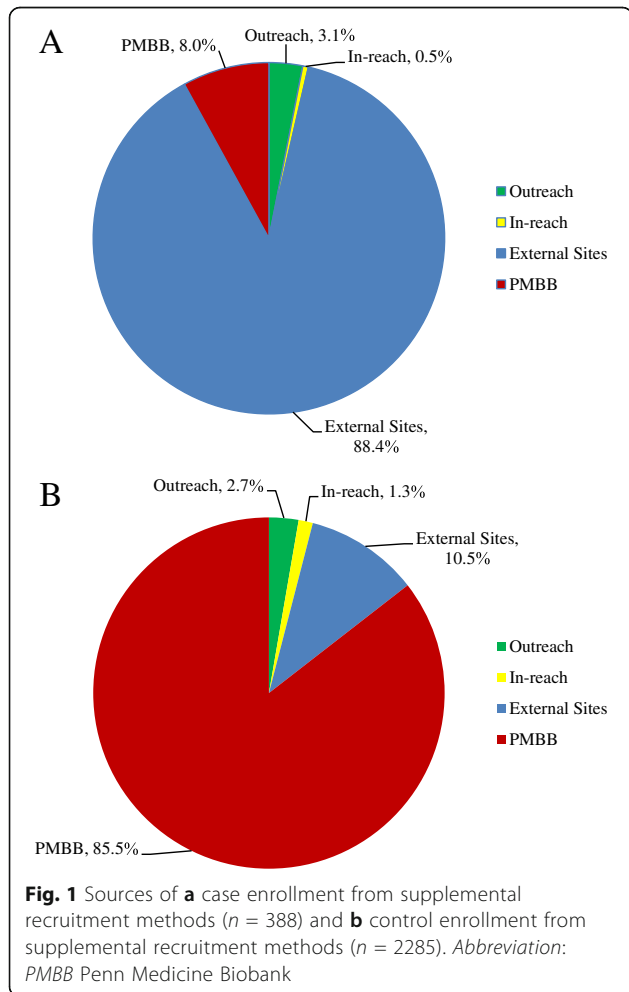 A
PMBB, 8.0%
Outreach, 3.1%
In-reach, 0.5%
Outreach
In-reach
External Sites
PMBB
External Sites,
88.4%
B
Outreach, 2.7%
In-reach, 1.3%
External Sites,
10.5%
Outreach
In-reach
External Sites
PMBB
PMBB, 85.5%
Fig. 1 Sources of a case enrollment from supplemental
recruitment methods (n = 388) and b control enrollment from
supplemental recruitment methods (n = 2285). Abbreviation:
PMBB Penn Medicine Biobank